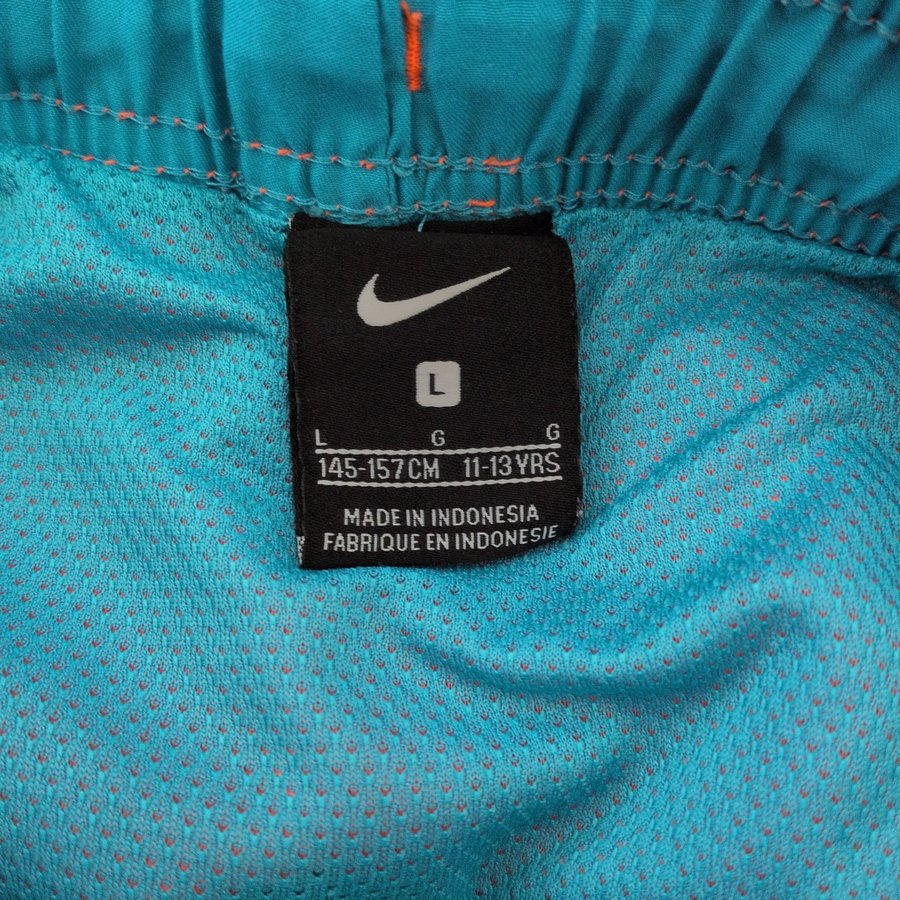 L
L G G
145-157CM 11-13YRS
MADE IN INDONESIA
FABRIQUE EN INDONESIE